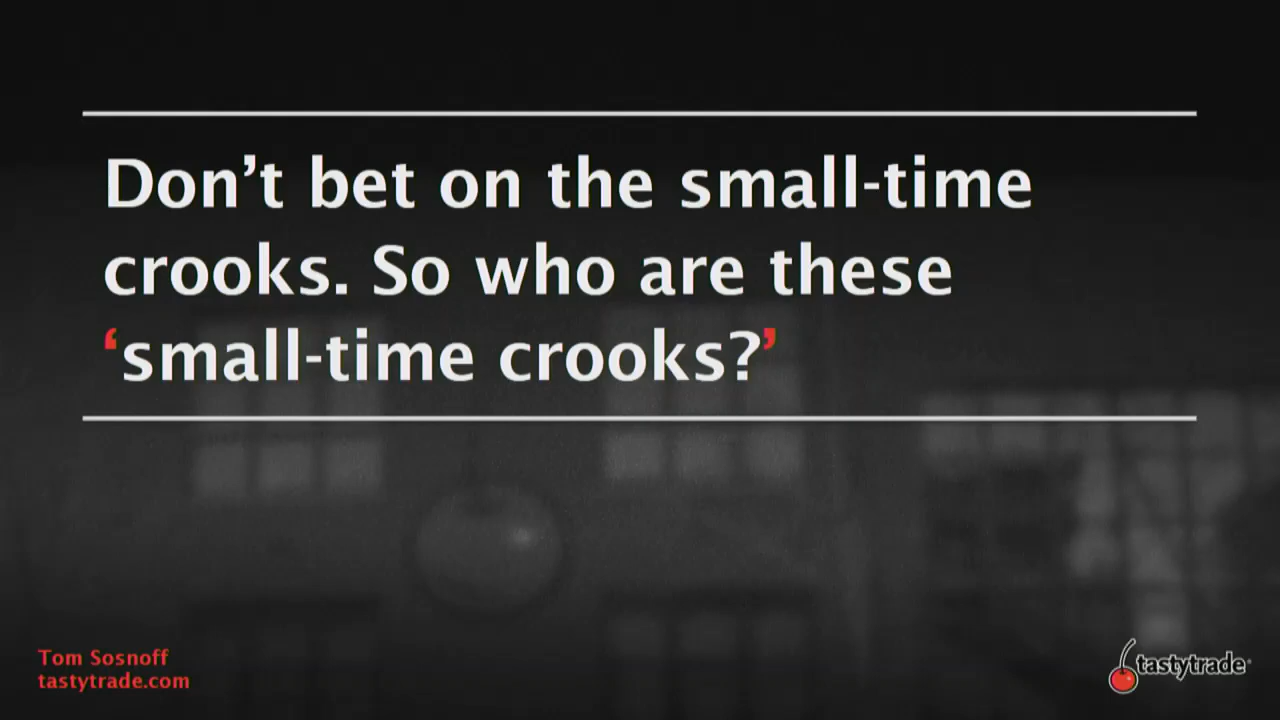 Don’t bet on the small-time
crooks. So who are these
‘small-time crooks?’
Tom Sosnoff
tastytrade.com
tastytrade